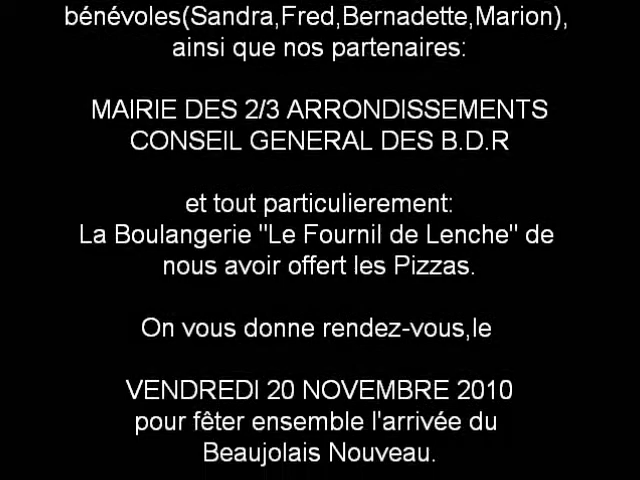 bénévoles(Sandra,Fred,Bernadette,Marion),
ainsi que nos partenaires:
MAIRIE DES 2/3 ARRONDISSEMENTS
CONSEIL GENERAL DES B.D.R
et tout particulierement:
La Boulangerie "Le Fournil de Lenche" de
nous avoir offert les Pizzas.
On vous donne rendez-vous,le
VENDREDI 20 NOVEMBRE 2010
pour fêter ensemble l'arrivée du
Beaujolais Nouveau.